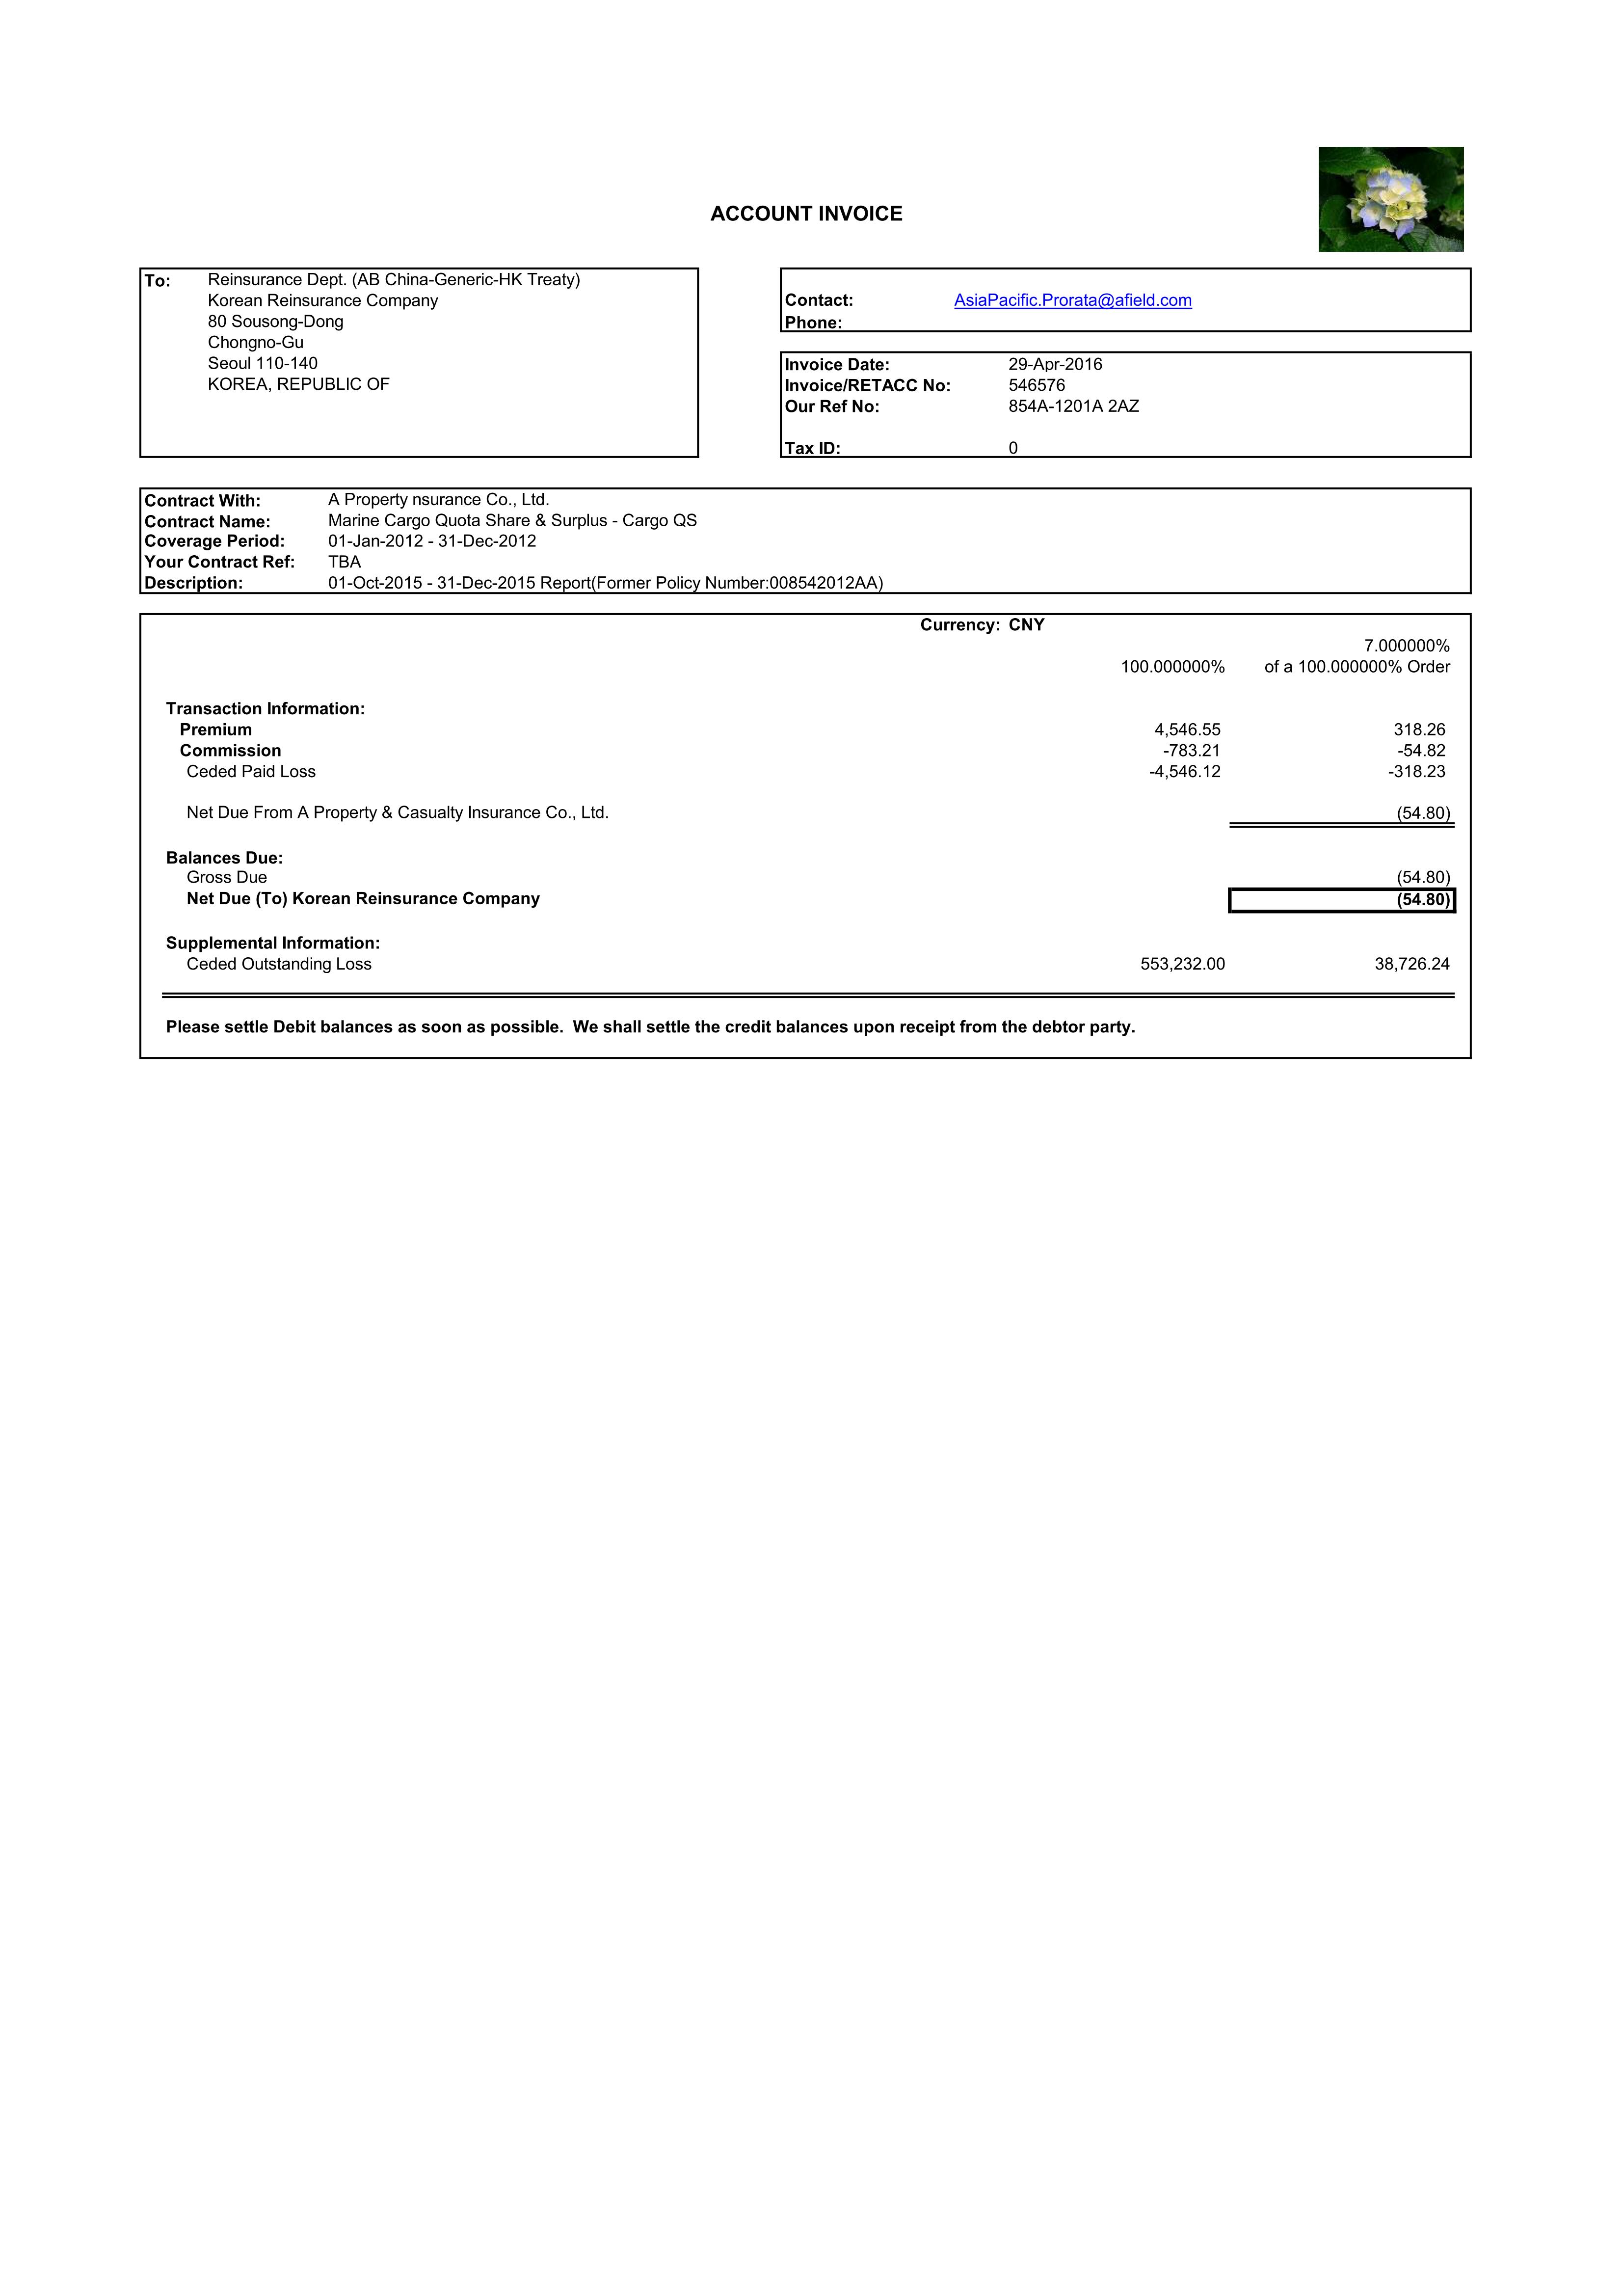 ACCOUNT INVOICE
To: Reinsurance Dept. (AB China-Generic-HK Treaty)
Korean Reinsurance Company
80 Sousong-Dong
Chongno-Gu
Seoul 110-140
KOREA, REPUBLIC OF
Contact: AsiaPacific.Prorata@afield.com
Phone:
Invoice Date: 29-Apr-2016
Invoice/RETACC No: 546576
Our Ref No: 854A-1201A 2AZ
Tax ID: 0
Contract With: A Property nsurance Co., Ltd.
Contract Name: Marine Cargo Quota Share & Surplus - Cargo QS
Coverage Period: 01-Jan-2012 - 31-Dec-2012
Your Contract Ref: TBA
Description: 01-Oct-2015 - 31-Dec-2015 Report(Former Policy Number:008542012AA)
Currency: CNY
7.000000%
100.000000% of a 100.000000% Order
Transaction Information:
Premium 4,546.55 318.26
Commission -783.21 -54.82
Ceded Paid Loss -4,546.12 -318.23
Net Due From A Property & Casualty Insurance Co., Ltd. (54.80)
Balances Due:
Gross Due (54.80)
Net Due (To) Korean Reinsurance Company (54.80)
Supplemental Information:
Ceded Outstanding Loss 553,232.00 38,726.24
Please settle Debit balances as soon as possible. We shall settle the credit balances upon receipt from the debtor party.